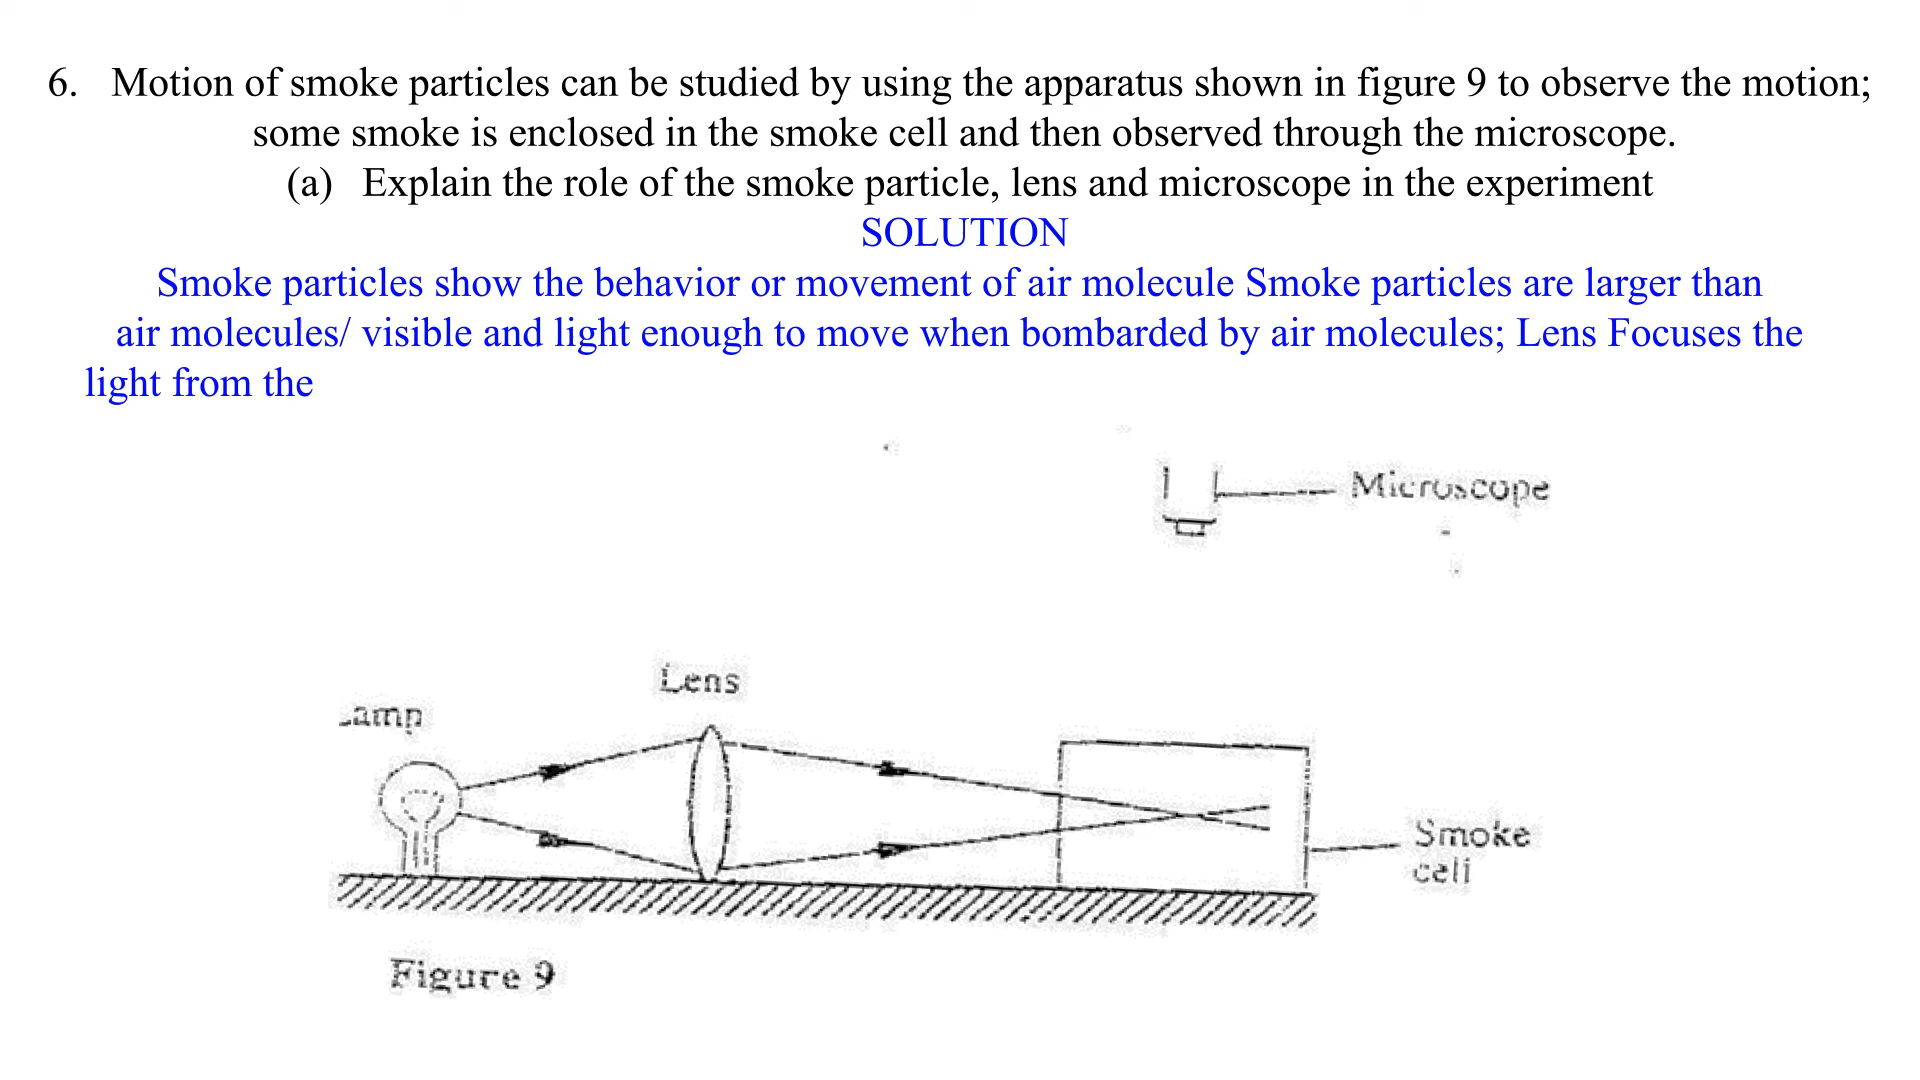 6. Motion of smoke particles can be studied by using the apparatus shown in figure 9 to observe the motion;
some smoke is enclosed in the smoke cell and then observed through the microscope.
(a) Explain the role of the smoke particle, lens and microscope in the experiment
SOLUTION
Smoke particles show the behavior or movement of air molecule Smoke particles are larger than
air molecules/ visible and light enough to move when bombarded by air molecules; Lens Focuses the
light from the
Microscope
Lens
Lamp
Smoke
cell
Figure 9